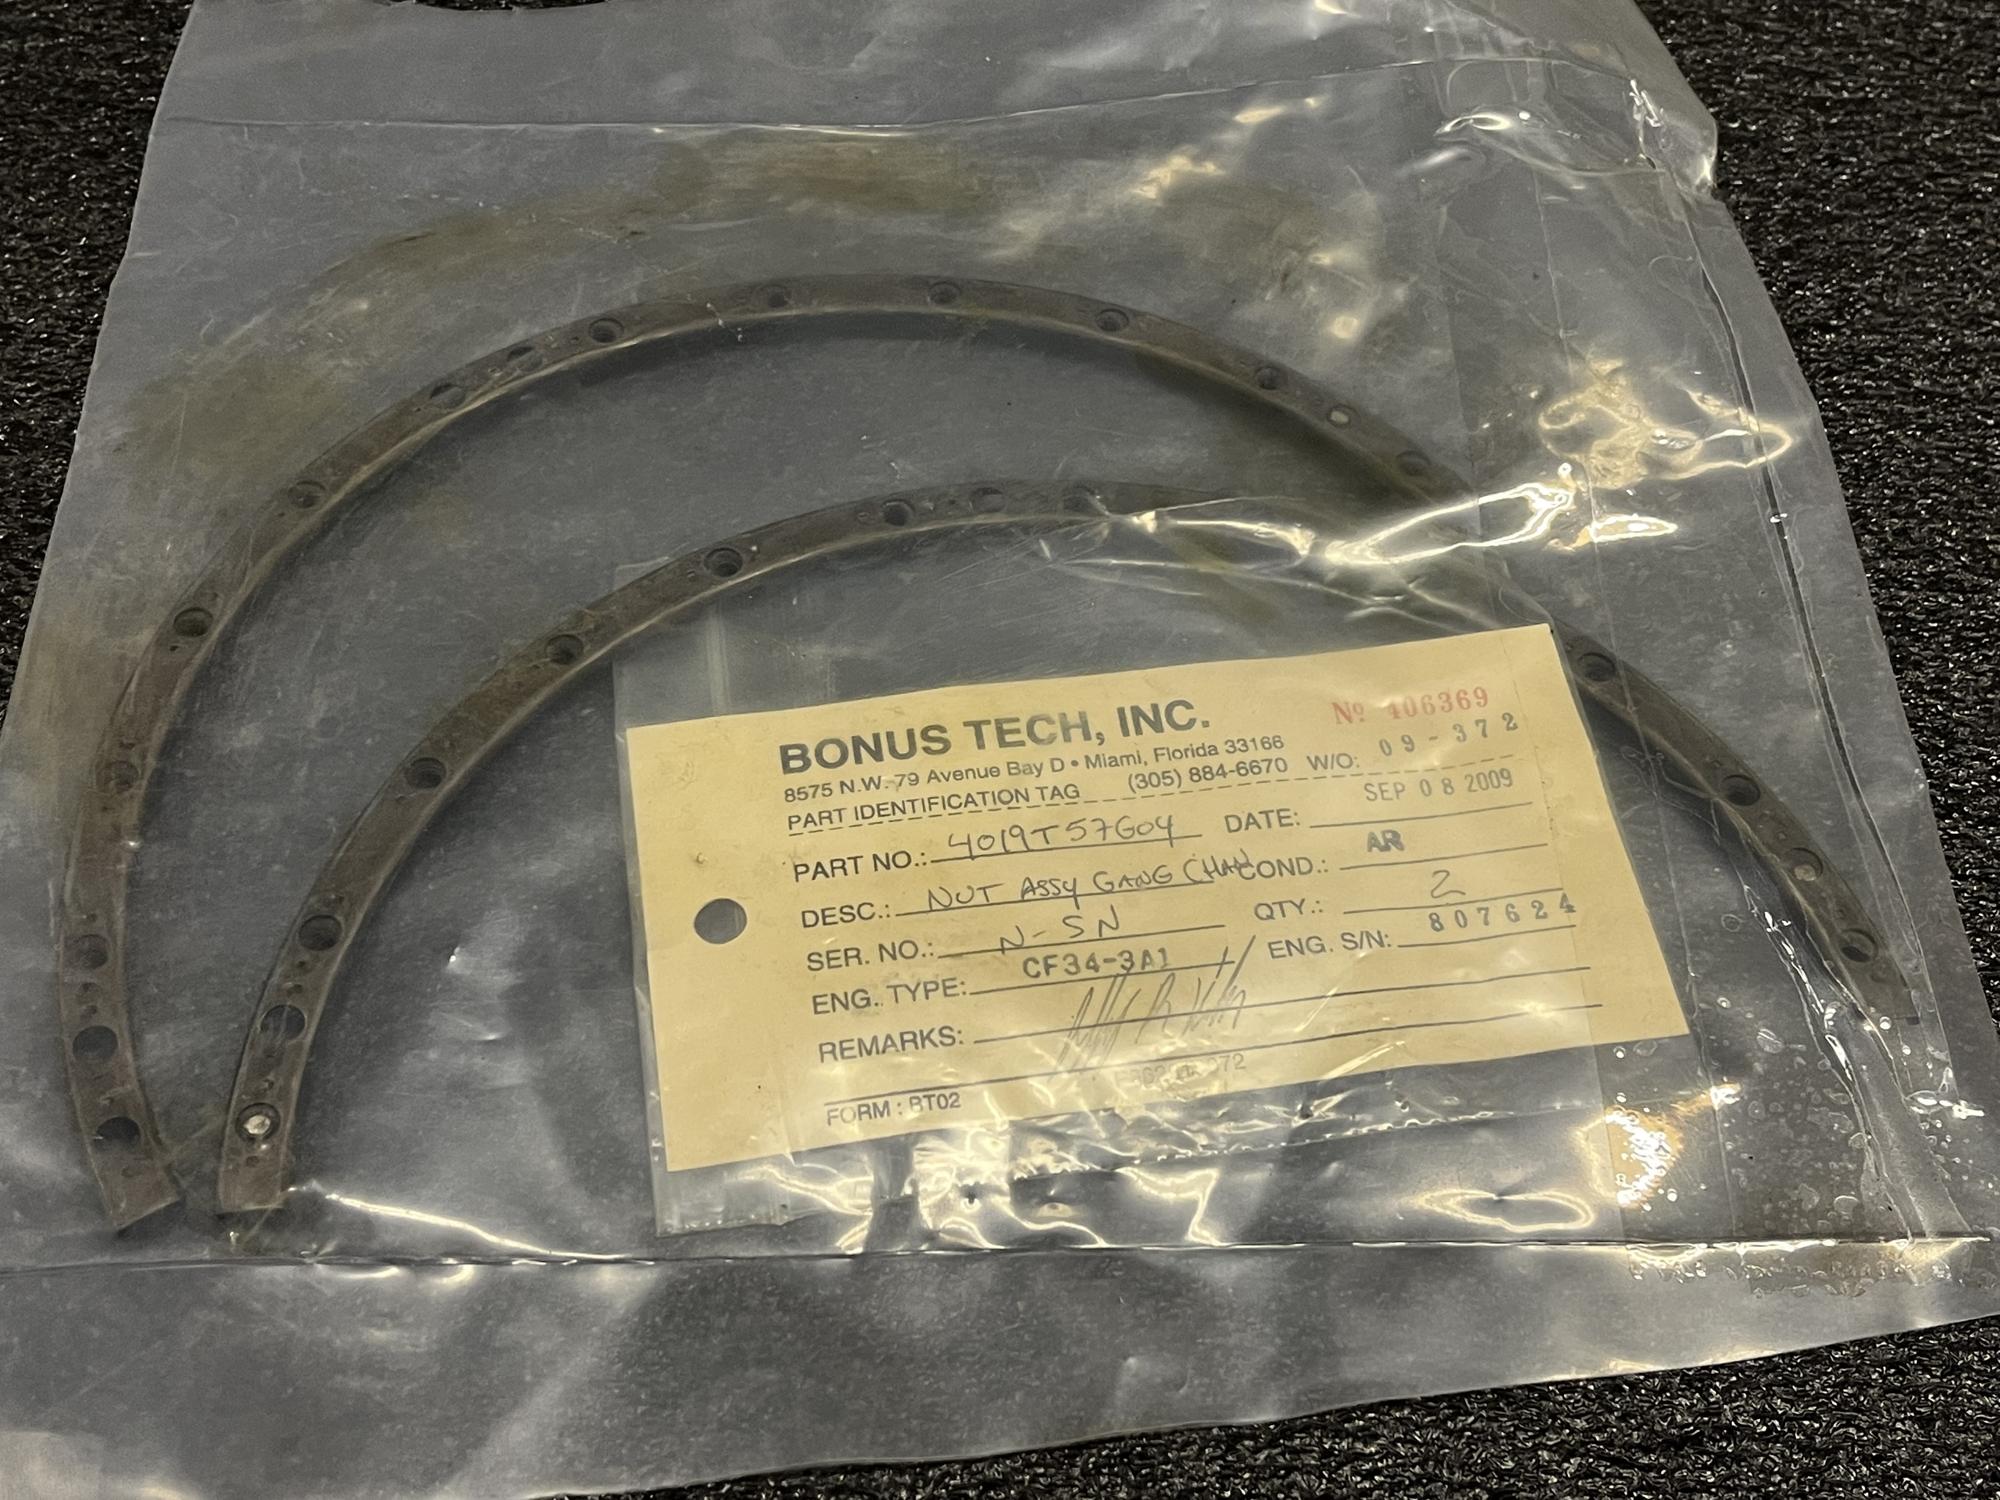 BONUS TECH, INC. Nº 406369
8575 N.W. 79 Avenue Bay D • Miami, Florida 33166
PART IDENTIFICATION TAG (305) 884-6670 W/O: 09-372
PART NO.: 4019T57G04 DATE: SEP 08 2009
DESC.: NUT ASSY GANG CHAN COND.: AR
SER. NO.: N-SN QTY.: 2
ENG. TYPE: CF34-3A1 ENG. S/N: 807624
REMARKS:
FORM : BT02